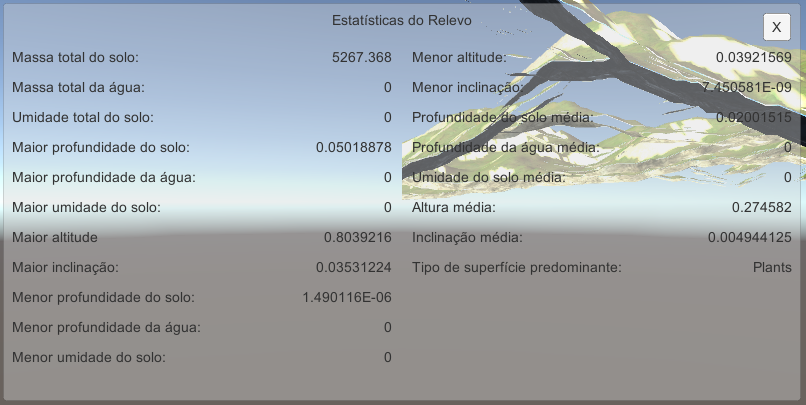 Estatísticas do Relevo
X
Massa total do solo: 5267.368
Massa total da água: 0
Umidade total do solo: 0
Maior profundidade do solo: 0.05018878
Maior profundidade da água: 0
Maior umidade do solo: 0
Maior altitude 0.8039216
Maior inclinação: 0.03531224
Menor profundidade do solo: 1.490116E-06
Menor profundidade da água: 0
Menor umidade do solo: 0
Menor altitude: 0.03921569
Menor inclinação: 7.450581E-09
Profundidade do solo média: 0.02001515
Profundidade da água média: 0
Umidade do solo média: 0
Altura média: 0.274582
Inclinação média: 0.004944125
Tipo de superfície predominante: Plants